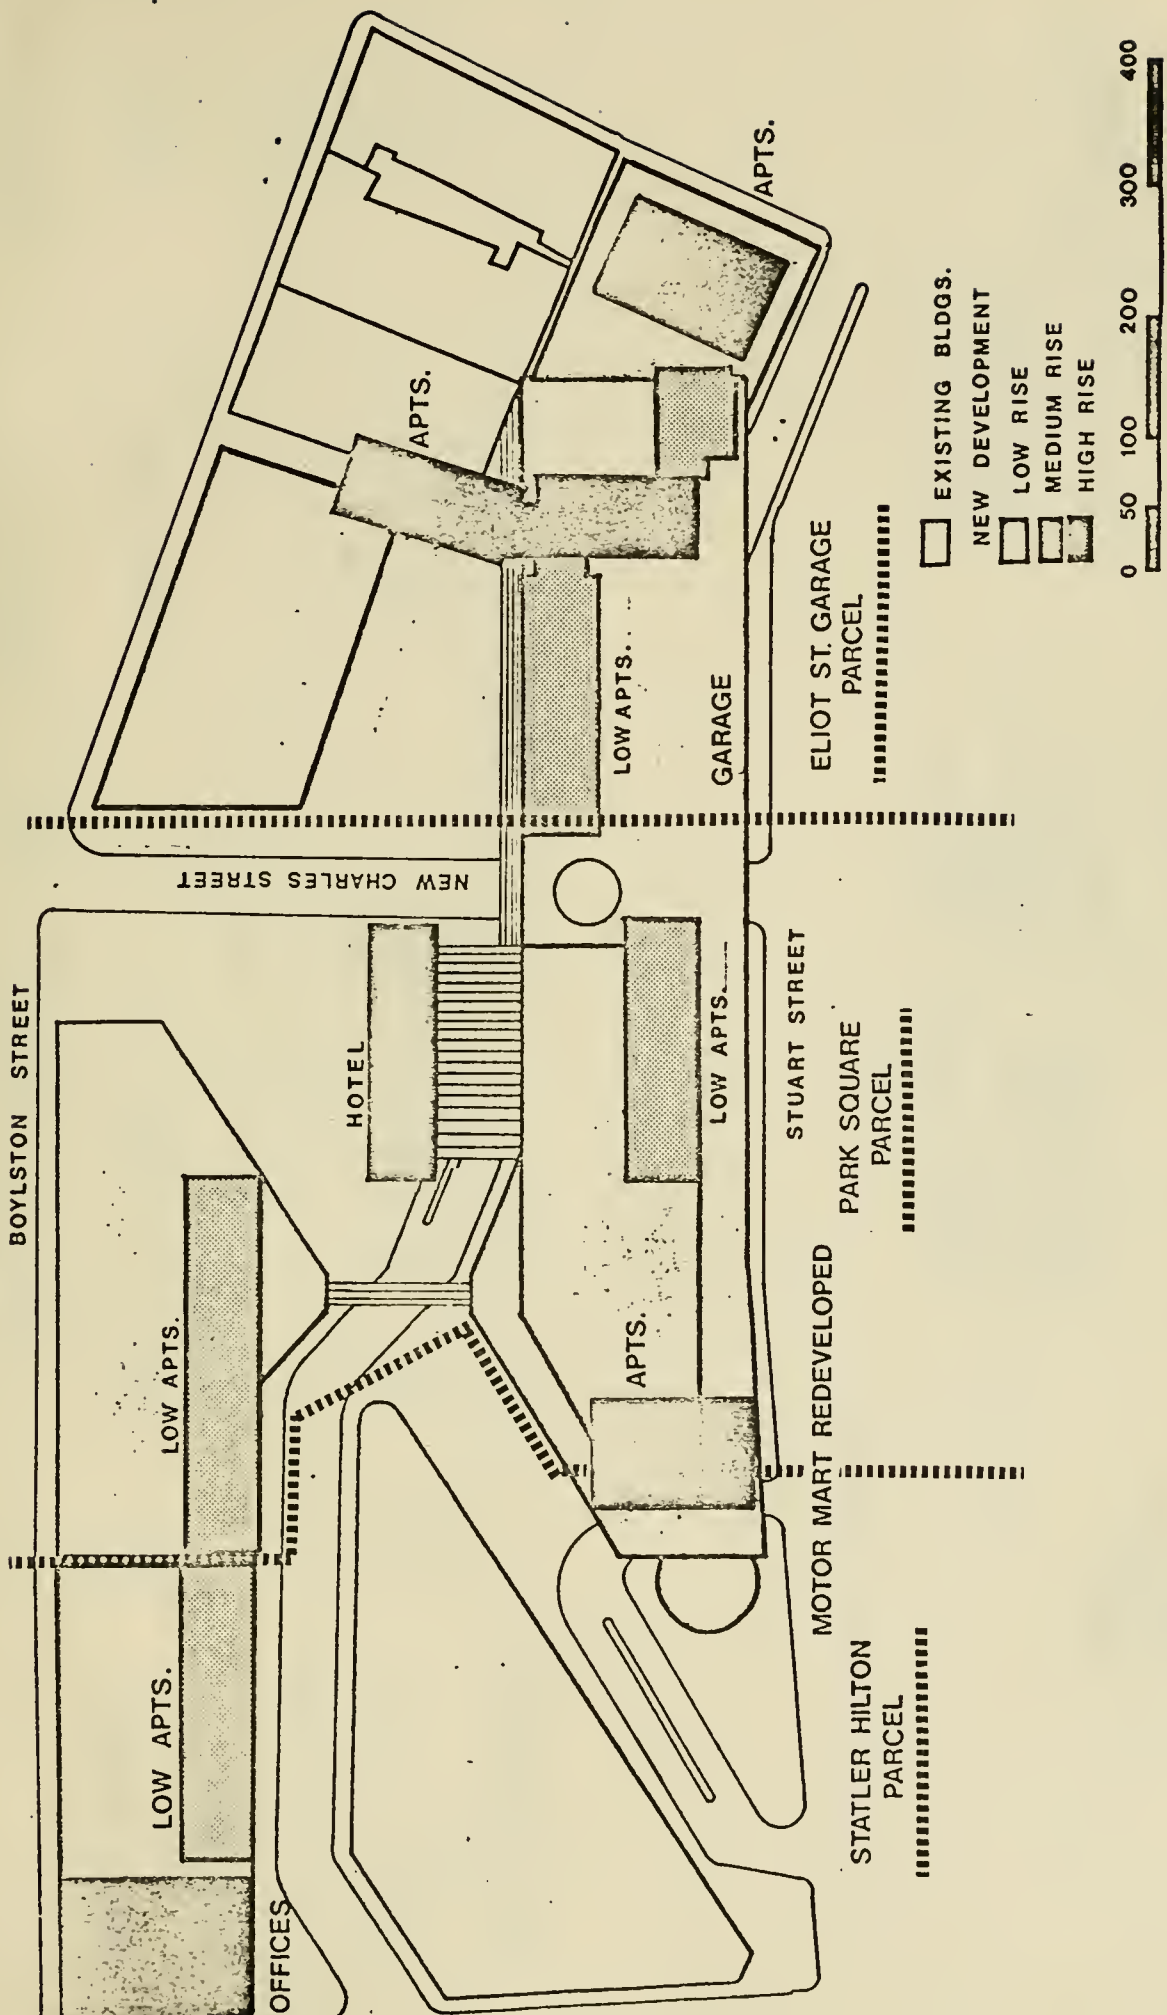 BOYLSTON STREET
LOW APTS.
LOW APTS.
OFFICES
HOTEL
NEW CHARLES STREET
APTS.
APTS.
APTS.
LOW APTS.
LOW APTS.
GARAGE
STUART STREET
STATLER HILTON
PARCEL
MOTOR MART REDEVELOPED
PARK SQUARE
PARCEL
ELIOT ST. GARAGE
PARCEL
EXISTING BLDGS.
NEW DEVELOPMENT
LOW RISE
MEDIUM RISE
HIGH RISE
0 50 100 200 300 400